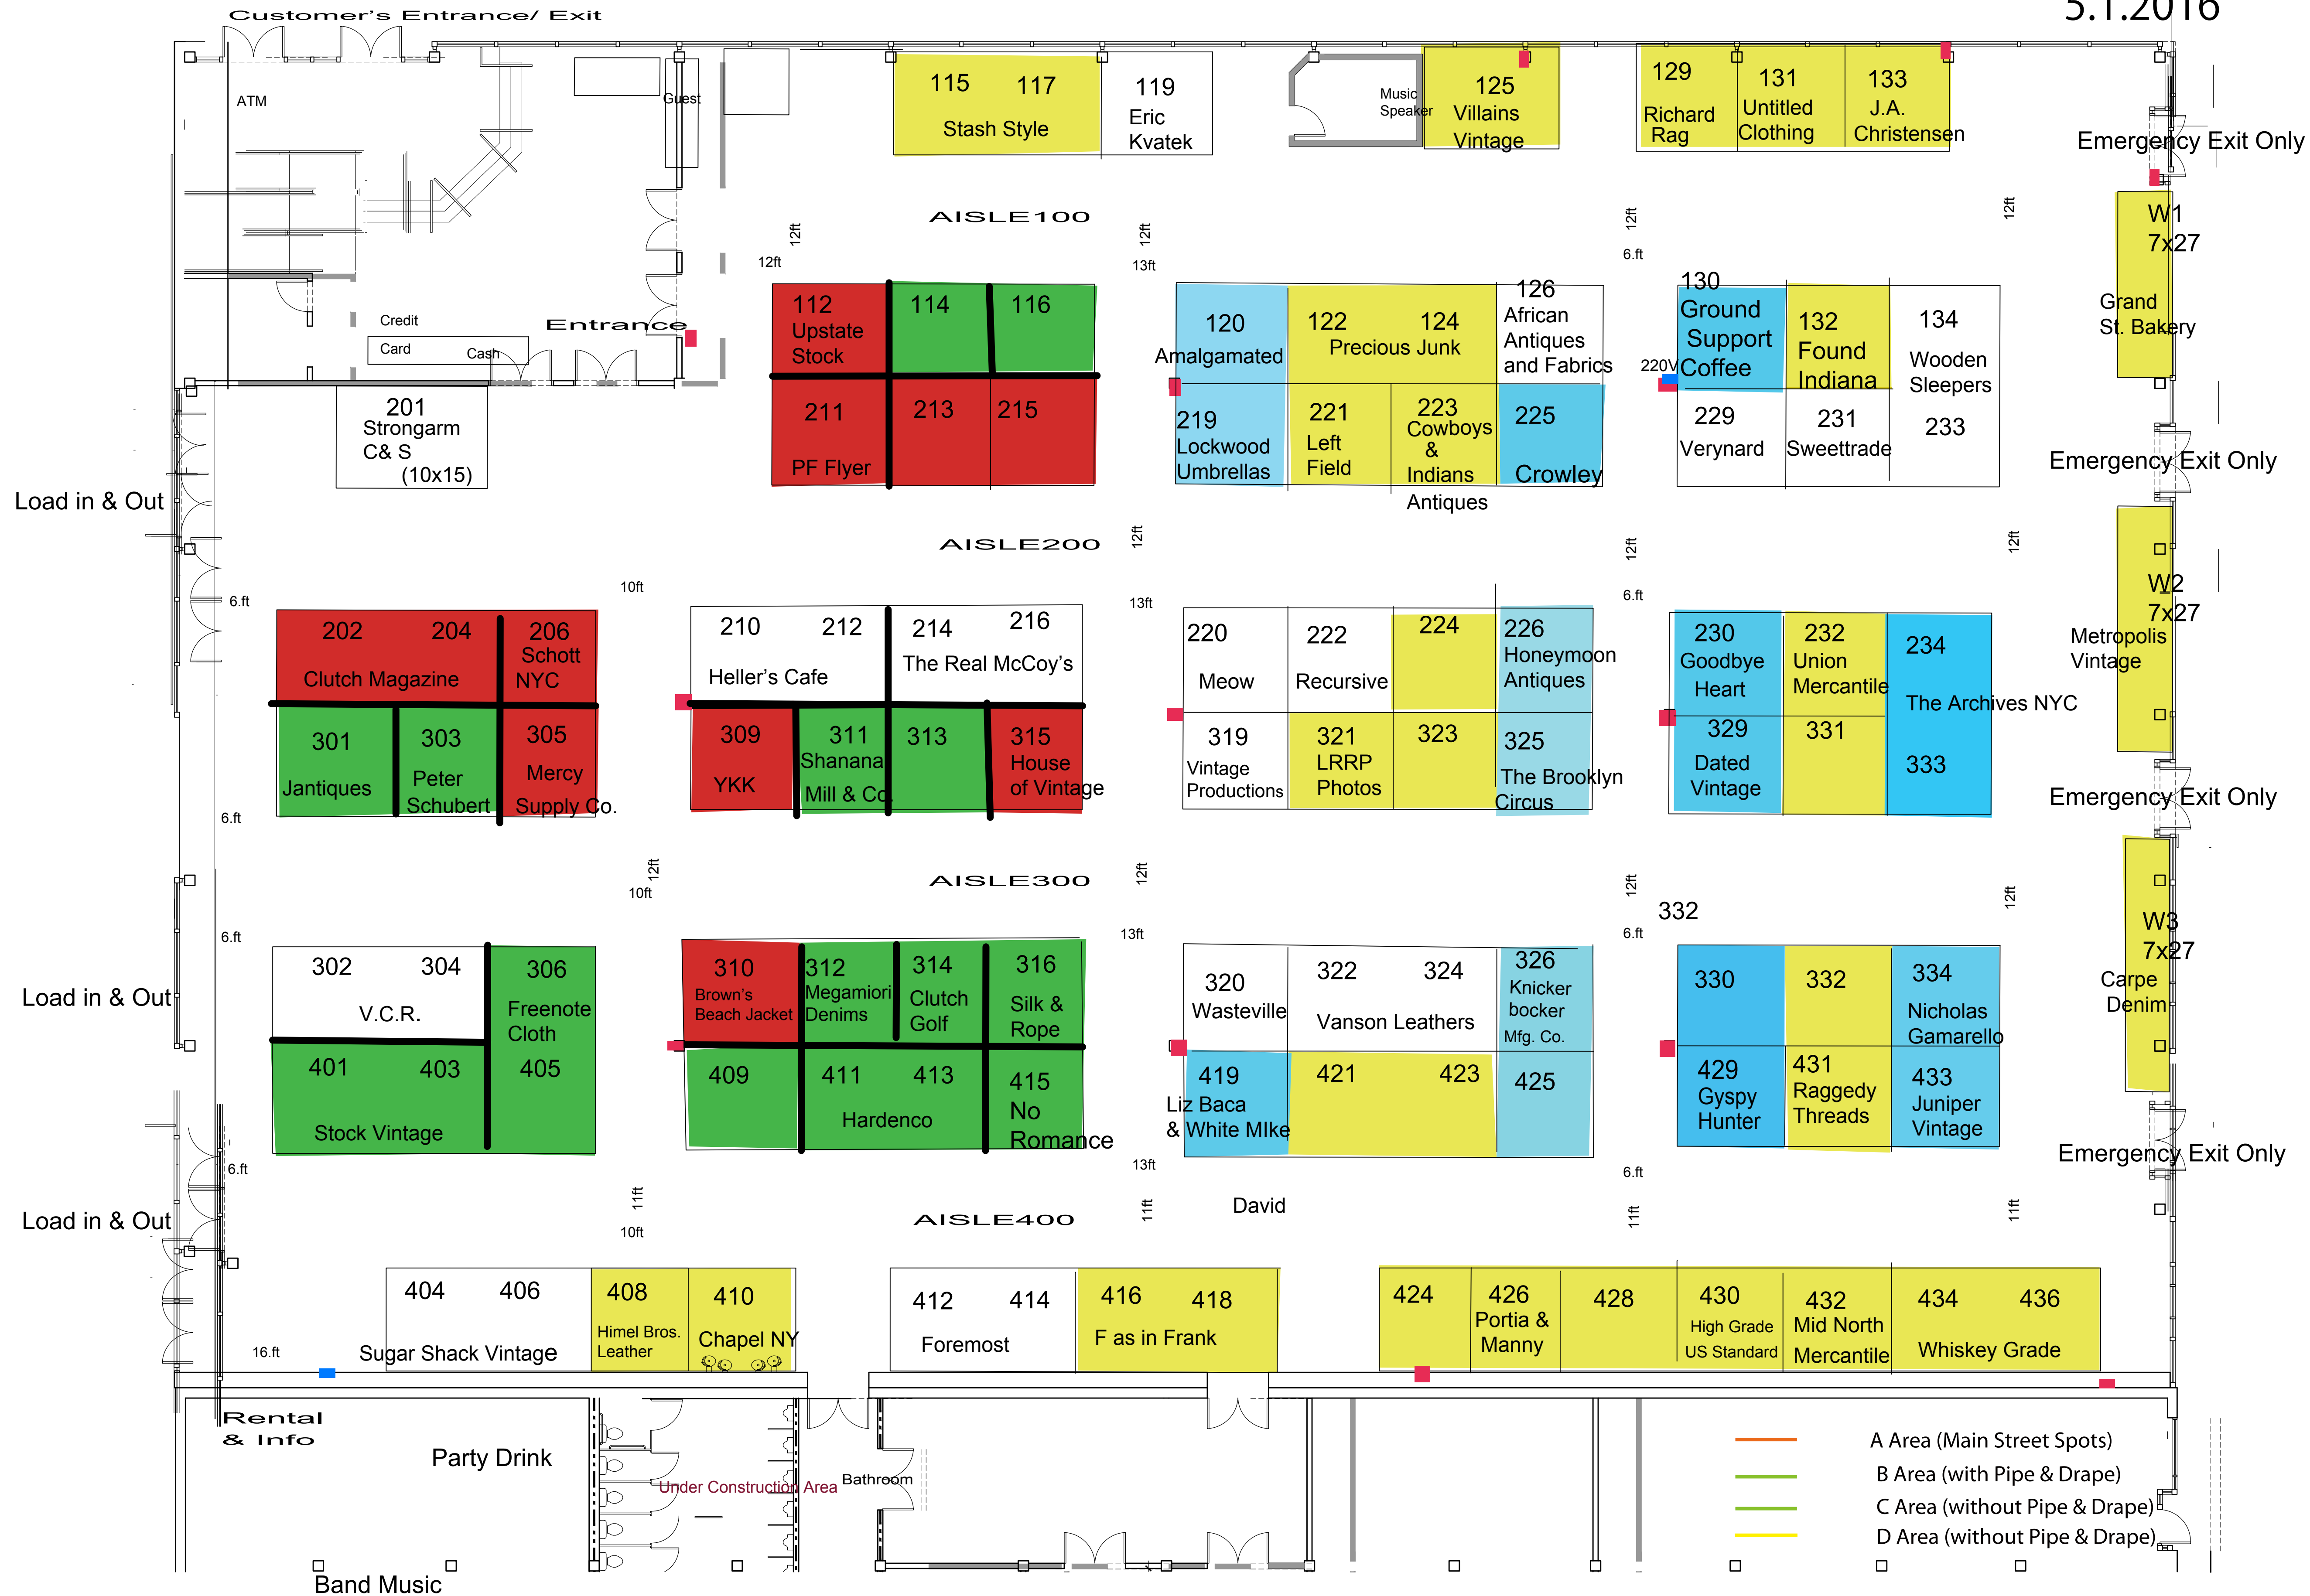 5.1.2016
Customer's Entrance/ Exit
ATM
Guest
115 117
Stash Style
119
Eric
Kvatek
Music
Speaker
125
Villains
Vintage
129
Richard
Rag
131
Untitled
Clothing
133
J.A.
Christensen
Emergency Exit Only
AISLE100
12ft
12ft
12ft
12ft
12ft
13ft
6.ft
W1
7x27
Grand
St. Bakery
Credit
Card
Cash
Entrance
112
Upstate
Stock
114
116
211
PF Flyer
213
215
120
Amalgamated
122 124
Precious Junk
126
African
Antiques
and Fabrics
219
Lockwood
Umbrellas
221
Left
Field
223
Cowboys
&
Indians
Antiques
225
Crowley
130
Ground
Support
Coffee
220V
132
Found
Indiana
134
Wooden
Sleepers
229
Verynard
231
Sweettrade
233
Emergency Exit Only
201
Strongarm
C& S
(10x15)
Load in & Out
AISLE200
12ft
12ft
12ft
6.ft
10ft
13ft
6.ft
W2
7x27
Metropolis
Vintage
202 204
Clutch Magazine
206
Schott
NYC
301
Jantiques
303
Peter
Schubert
305
Mercy
Supply Co.
210 212
Heller's Cafe
214 216
The Real McCoy's
309
YKK
311
Shanana
Mill & Co.
313
315
House
of Vintage
220
Meow
222
Recursive
224
226
Honeymoon
Antiques
319
Vintage
Productions
321
LRRP
Photos
323
325
The Brooklyn
Circus
230
Goodbye
Heart
232
Union
Mercantile
234
The Archives NYC
333
329
Dated
Vintage
331
Emergency Exit Only
6.ft
AISLE300
12ft
10ft
12ft
12ft
12ft
6.ft
13ft
332
6.ft
W3
7x27
Carpe
Denim
Load in & Out
302 304
V.C.R.
306
Freenote
Cloth
405
401 403
Stock Vintage
310
Brown's
Beach Jacket
312
Megamiori
Denims
314
Clutch
Golf
316
Silk &
Rope
409
411 413
Hardenco
415
No
Romance
320
Wasteville
322 324
Vanson Leathers
326
Knicker
bocker
Mfg. Co.
419
Liz Baca
& White MIke
421 423
425
330
332
334
Nicholas
Gamarello
429
Gyspy
Hunter
431
Raggedy
Threads
433
Juniper
Vintage
Emergency Exit Only
6.ft
13ft
6.ft
Load in & Out
11ft
10ft
AISLE400
11ft
David
11ft
11ft
404 406
Sugar Shack Vintage
408
Himel Bros.
Leather
410
Chapel NY
412 414
Foremost
416 418
F as in Frank
424
426
Portia &
Manny
428
430
High Grade
US Standard
432
Mid North
Mercantile
434 436
Whiskey Grade
16.ft
Rental
& Info
Party Drink
Under Construction Area
Bathroom
Band Music
A Area (Main Street Spots)
B Area (with Pipe & Drape)
C Area (without Pipe & Drape)
D Area (without Pipe & Drape)